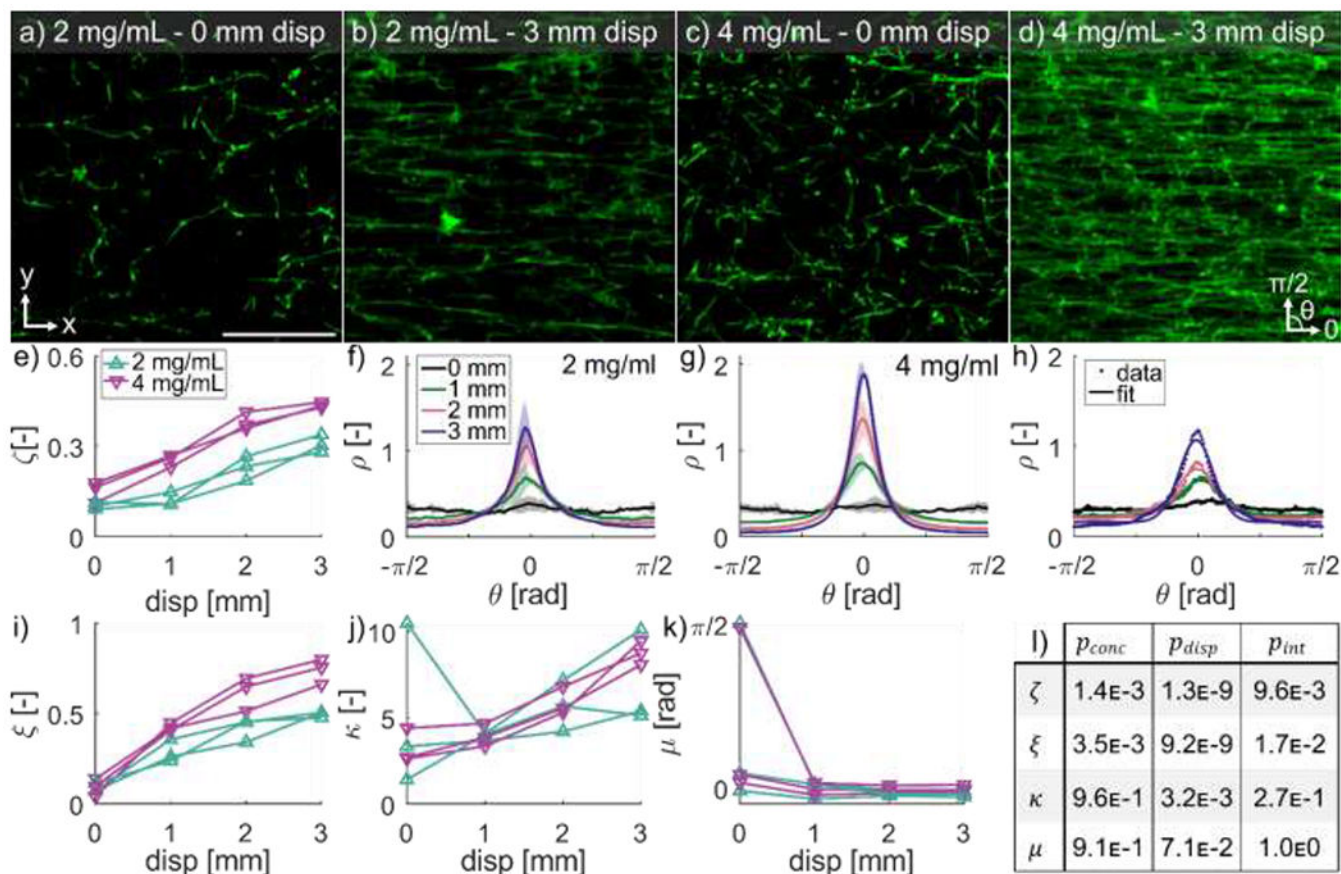 a) 2 mg/mL - 0 mm disp
b) 2 mg/mL - 3 mm disp
c) 4 mg/mL - 0 mm disp
d) 4 mg/mL - 3 mm disp
y
x
π/2
θ
0
e)
0.6
0.3
0
ζ [-]
2 mg/mL
4 mg/mL
0 1 2 3
disp [mm]
f)
2
1
0
ρ [-]
0 mm
1 mm
2 mm
3 mm
2 mg/ml
-π/2 0 π/2
θ [rad]
g)
2
1
0
ρ [-]
4 mg/ml
-π/2 0 π/2
θ [rad]
h)
2
1
0
ρ [-]
data
fit
-π/2 0 π/2
θ [rad]
i)
1
0.5
0
ξ [-]
0 1 2 3
disp [mm]
j)
10
5
0
κ [-]
0 1 2 3
disp [mm]
k)
π/2
0
μ [rad]
0 1 2 3
disp [mm]
l) pconc pdisp pint
ζ 1.4E-3 1.3E-9 9.6E-3
ξ 3.5E-3 9.2E-9 1.7E-2
κ 9.6E-1 3.2E-3 2.7E-1
μ 9.1E-1 7.1E-2 1.0E0